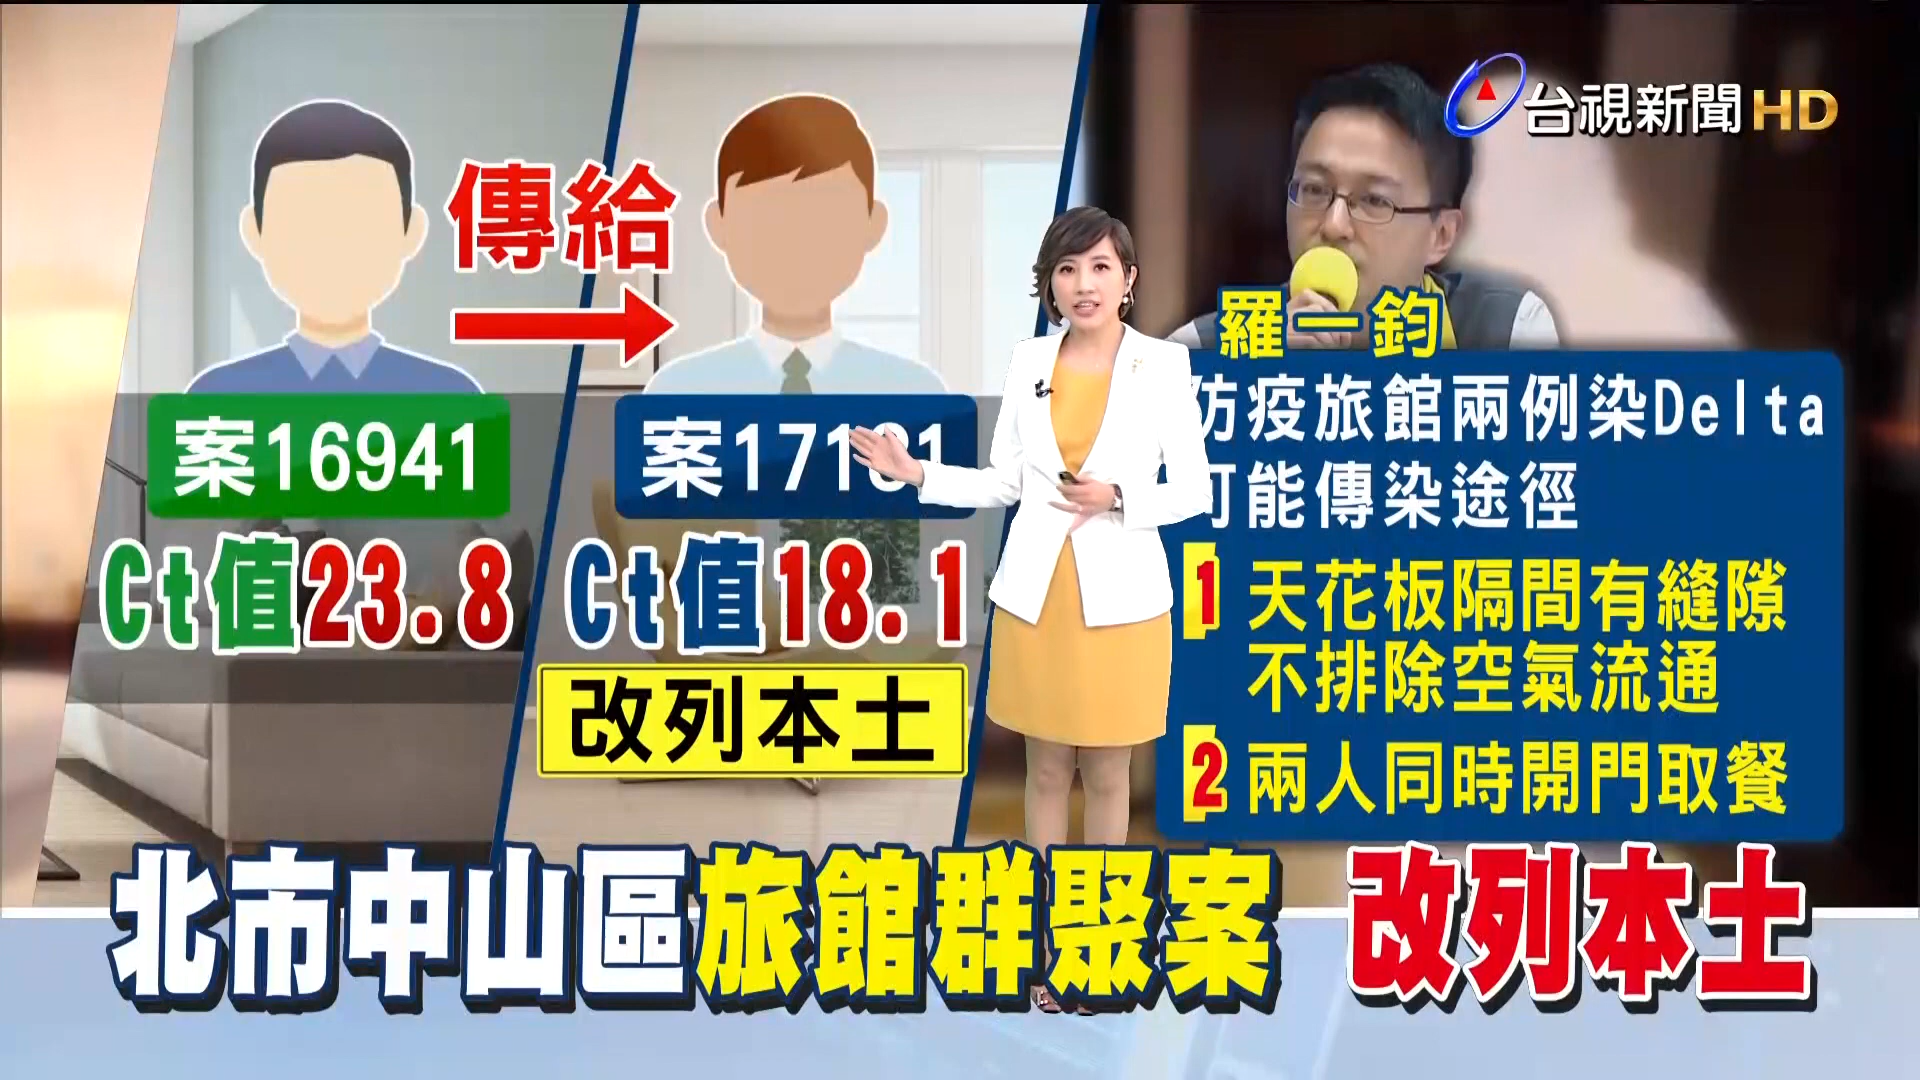 台視新聞HD
傳給
羅一鈞
案16941
Ct值23.8
Ct值18.1
改列本土
防疫旅館兩例染Delta
可能傳染途徑
1 天花板隔間有縫隙
不排除空氣流通
2 兩人同時開門取餐
北市中山區旅館群聚案 改列本土